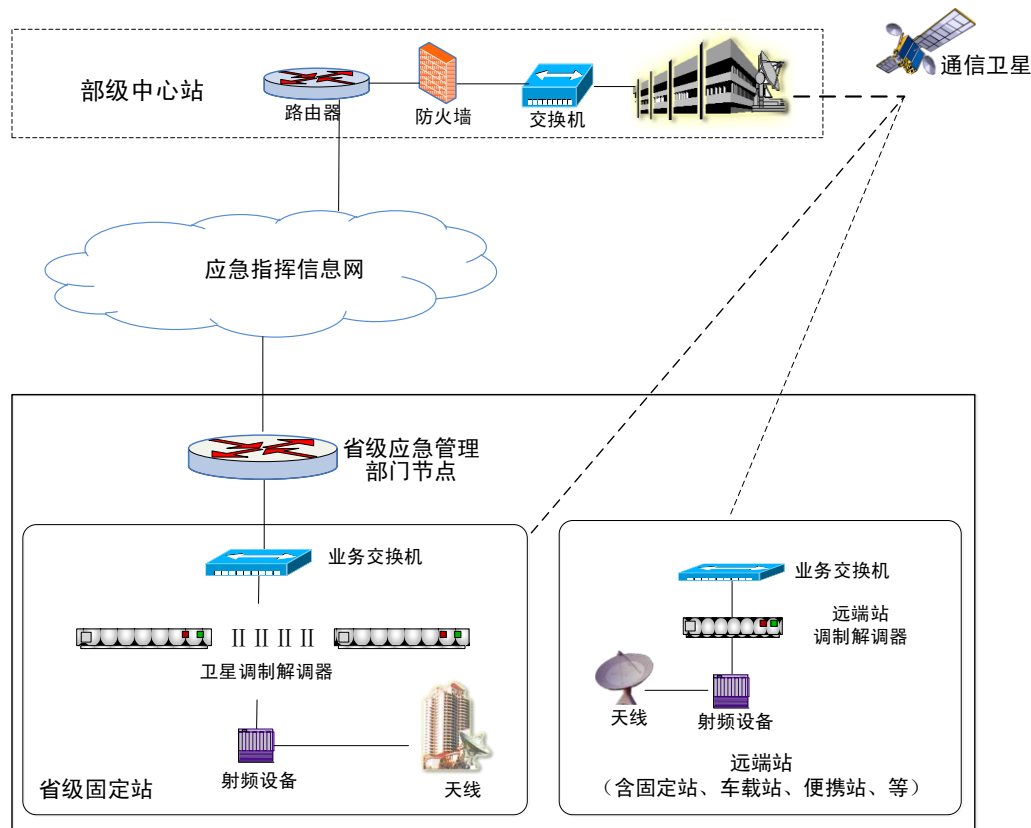 通信卫星
部级中心站
路由器
防火墙
交换机
应急指挥信息网
省级应急管理
部门节点
业务交换机
卫星调制解调器
射频设备
天线
省级固定站
业务交换机
远端站
调制解调器
天线
射频设备
远端站
（含固定站、车载站、便携站、等）